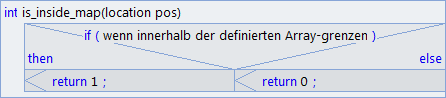 int is_inside_map(location pos)
if ( wenn innerhalb der definierten Array-grenzen )
then else
return 1 ; return 0 ;